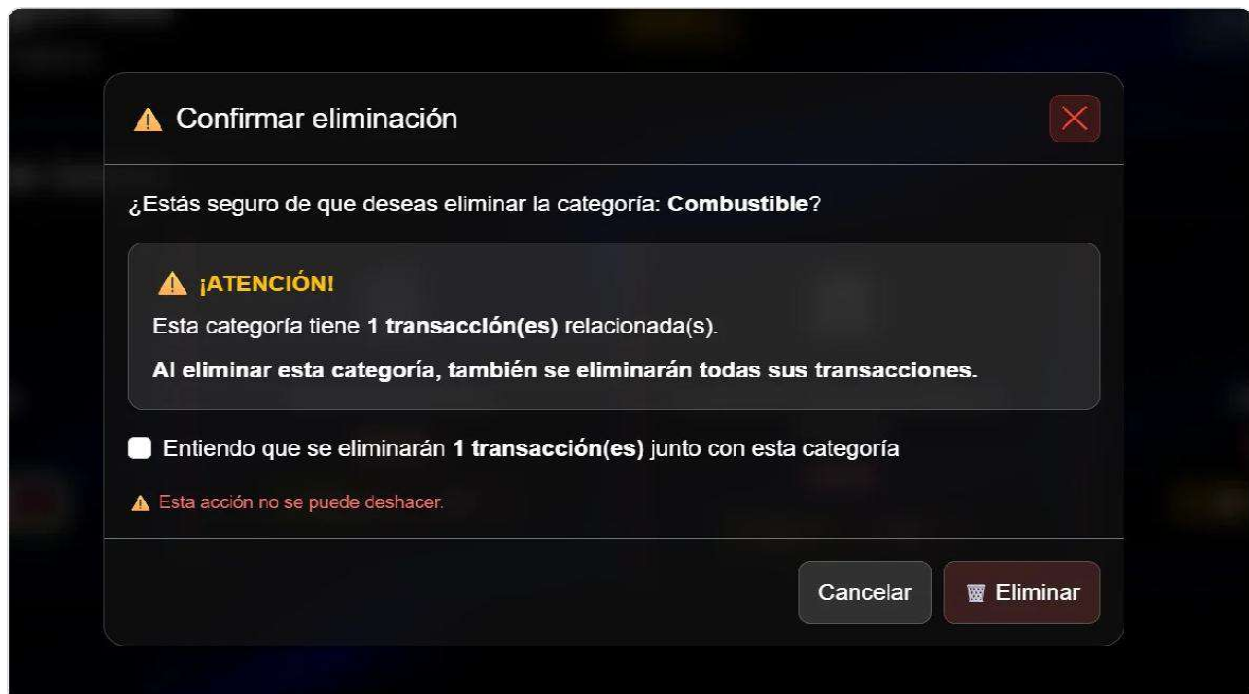 Confirmar eliminación
¿Estás seguro de que deseas eliminar la categoría: Combustible?
¡ATENCIÓN!
Esta categoría tiene 1 transacción(es) relacionada(s).
Al eliminar esta categoría, también se eliminarán todas sus transacciones.
Entiendo que se eliminarán 1 transacción(es) junto con esta categoría
Esta acción no se puede deshacer.
Cancelar Eliminar